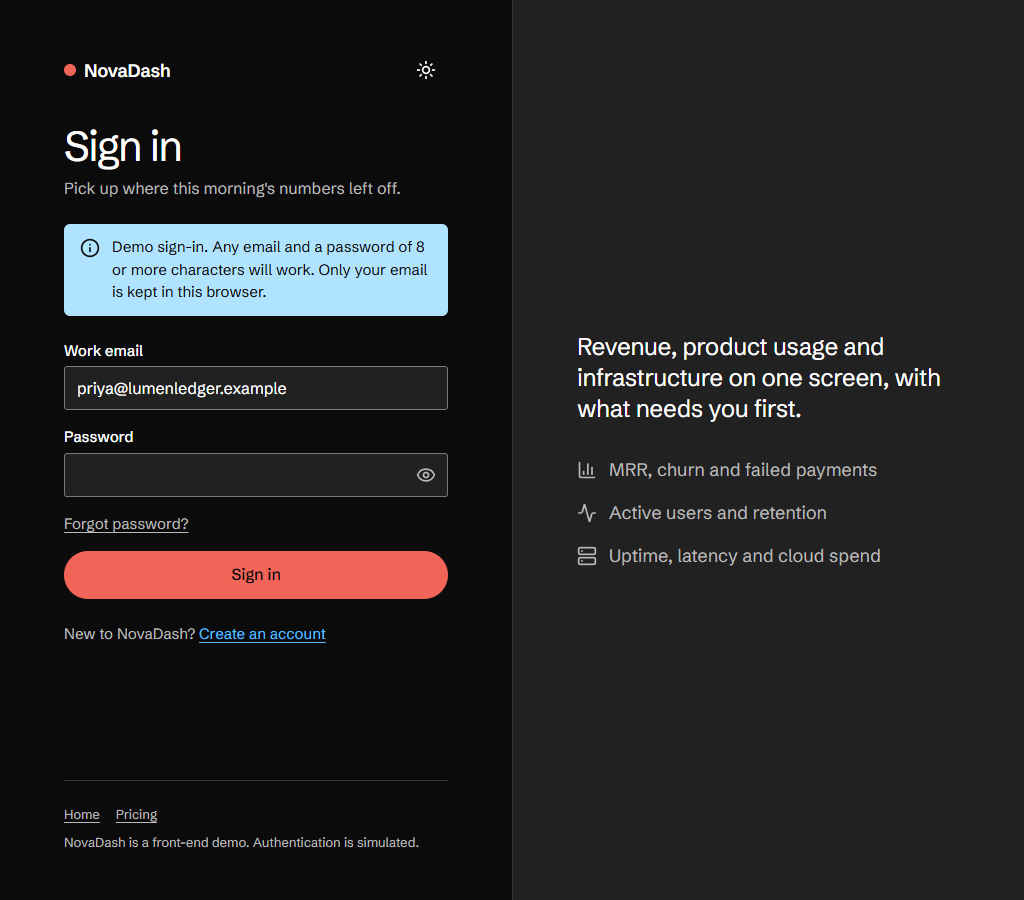 NovaDash
Sign in
Pick up where this morning's numbers left off.
Demo sign-in. Any email and a password of 8
or more characters will work. Only your email
is kept in this browser.
Work email
priya@lumenledger.example
Password
Forgot password?
Sign in
New to NovaDash? Create an account
Home Pricing
NovaDash is a front-end demo. Authentication is simulated.
Revenue, product usage and
infrastructure on one screen, with
what needs you first.
MRR, churn and failed payments
Active users and retention
Uptime, latency and cloud spend